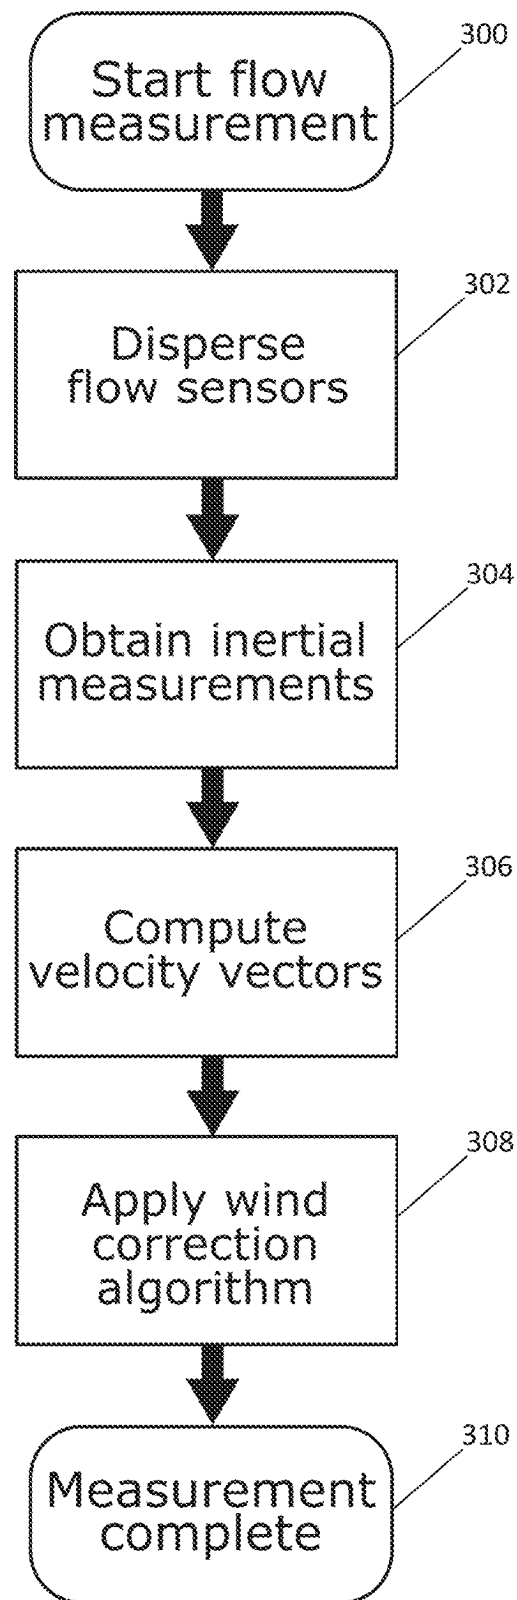 300
Start flow
measurement
302
Disperse
flow sensors
304
Obtain inertial
measurements
306
Compute
velocity vectors
308
Apply wind
correction
algorithm
310
Measurement
complete